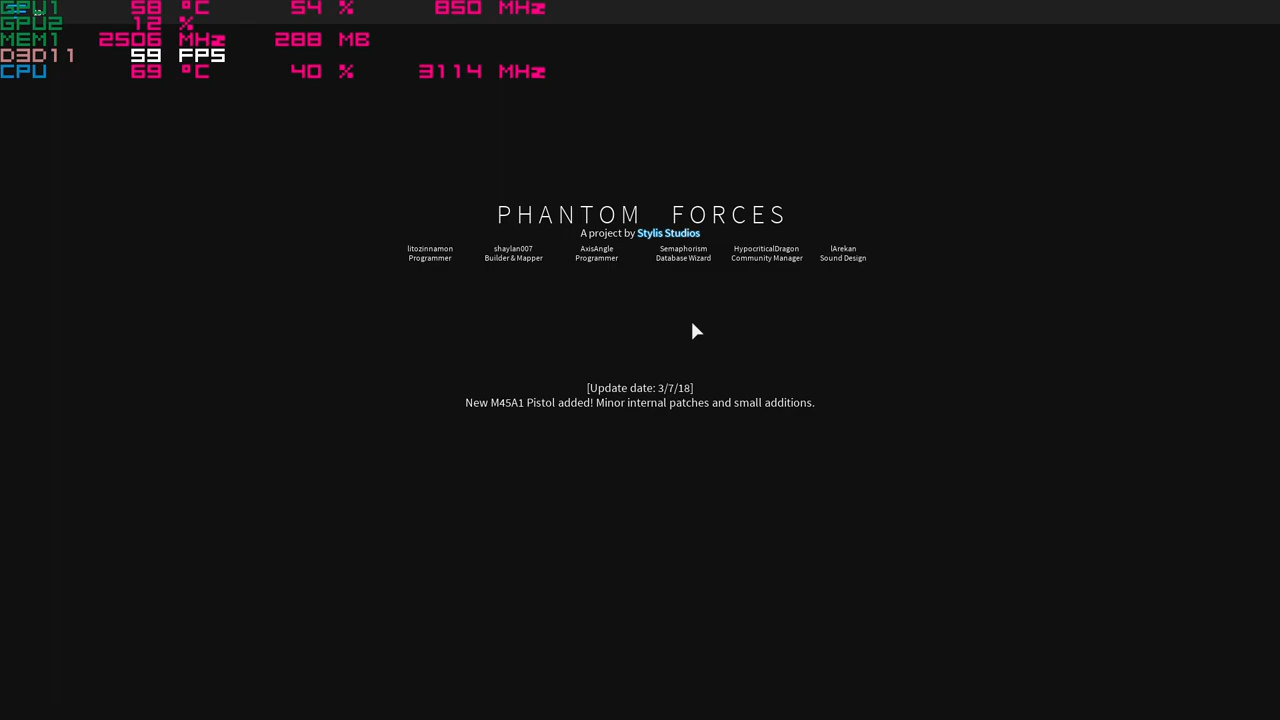 GPU1 58 °C 54 % 850 MHz
GPU2 12 %
MEM1 2506 MHz 288 MB
D3D11 59 FPS
CPU 69 °C 40 % 3114 MHz
PHANTOM FORCES
A project by Stylis Studios
litozinnamon shaylan007 AxisAngle Semaphorism HypocriticalDragon lArekan
Programmer Builder & Mapper Programmer Database Wizard Community Manager Sound Design
[Update date: 3/7/18]
New M45A1 Pistol added! Minor internal patches and small additions.